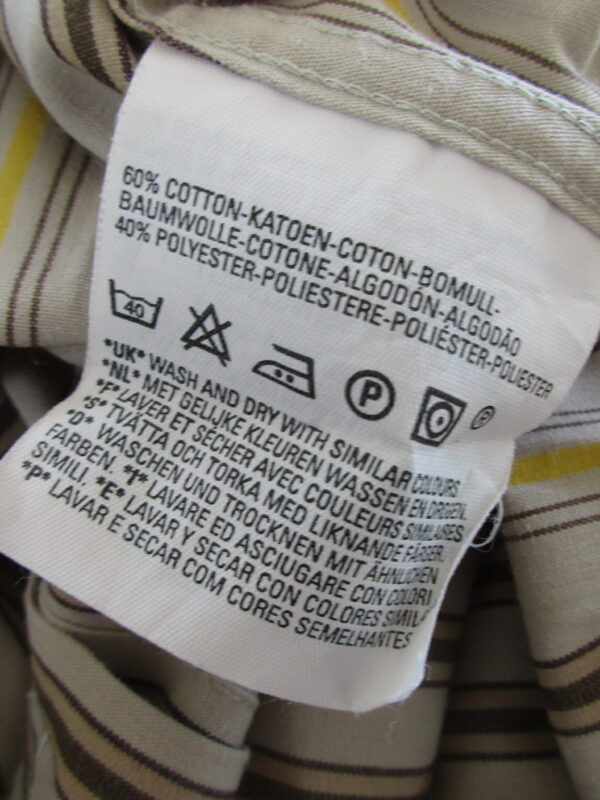 60% COTTON-KATOEN-COTON-BOMULL-
BAUMWOLLE-COTONE-ALGODÓN-ALGODÃO
40% POLYESTER-POLIESTERE-POLIÉSTER-POLIESTER
40 P R
*UK* WASH AND DRY WITH SIMILAR COLOURS
*NL* MET GELIJKE KLEUREN WASSEN EN DROGEN.
*F* LAVER ET SECHER AVEC COULEURS SIMILAIRES
*S* TVÄTTA OCH TORKA MED LIKNANDE FÄRGER.
*D* WASCHEN UND TROCKNEN MIT ÄHNLICHEN
FARBEN. *I* LAVARE ED ASCIUGARE CON COLORI
SIMILI. *E* LAVAR Y SECAR CON COLORES SIMIL
*P* LAVAR E SECAR COM CORES SEMELHANTES